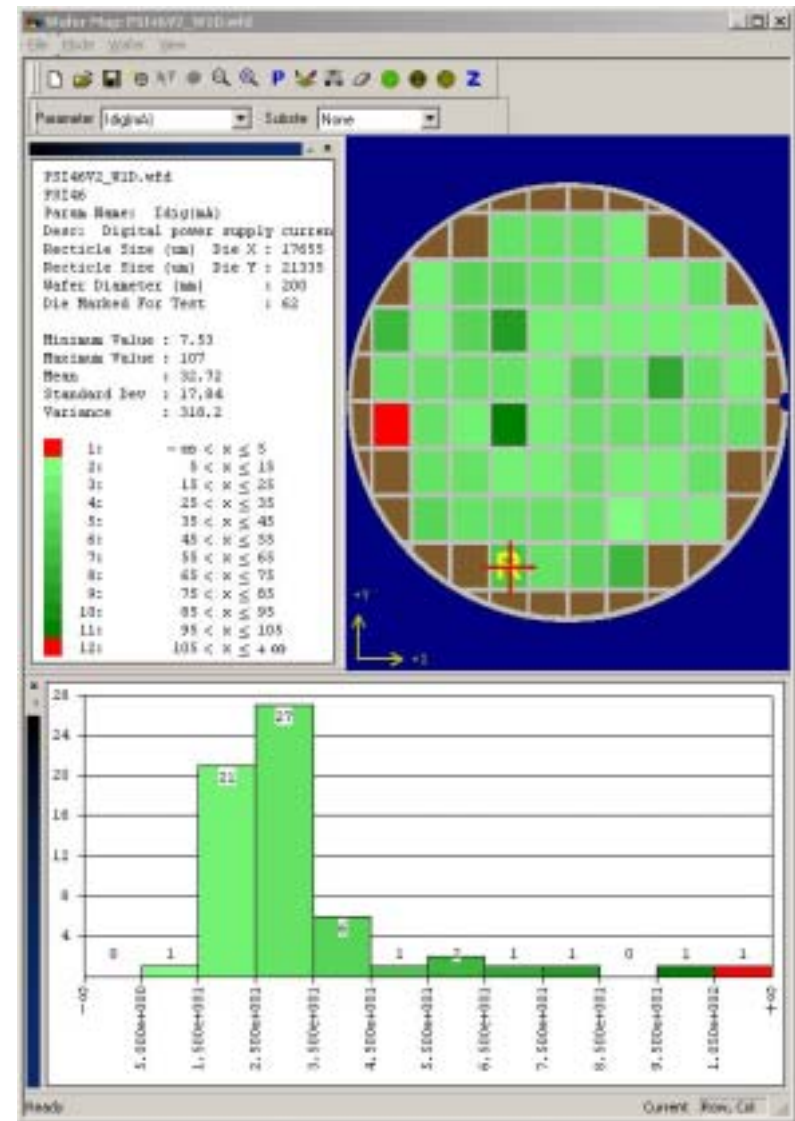 Wafer Map: PSI46V2_W1D.wfd
File Mode Wafer View
P Z
Parameter Idig(mA) Subsite None
PSI46V2_W1D.wfd
PSI46
Param Name: Idig(mA)
Desc: Digital power supply curren
Recticle Size (um) Die X : 17655
Recticle Size (um) Die Y : 21335
Wafer Diameter (mm) : 200
Die Marked For Test : 62
Minimum Value : 7.53
Maximum Value : 107
Mean : 32.72
Standard Dev : 17.84
Variance : 318.2
1: -∞ < x ≤ 5
2: 5 < x ≤ 15
3: 15 < x ≤ 25
4: 25 < x ≤ 35
5: 35 < x ≤ 45
6: 45 < x ≤ 55
7: 55 < x ≤ 65
8: 65 < x ≤ 75
9: 75 < x ≤ 85
10: 85 < x ≤ 95
11: 95 < x ≤ 105
12: 105 < x ≤ +∞
+Y
+X
28
24
20
16
12
8
4
0 1 21 27 6 1 2 1 1 0 1 1
-∞ 5.000e+000 1.500e+001 2.500e+001 3.500e+001 4.500e+001 5.500e+001 6.500e+001 7.500e+001 8.500e+001 9.500e+001 1.050e+002 +∞
Ready Current Row, Col